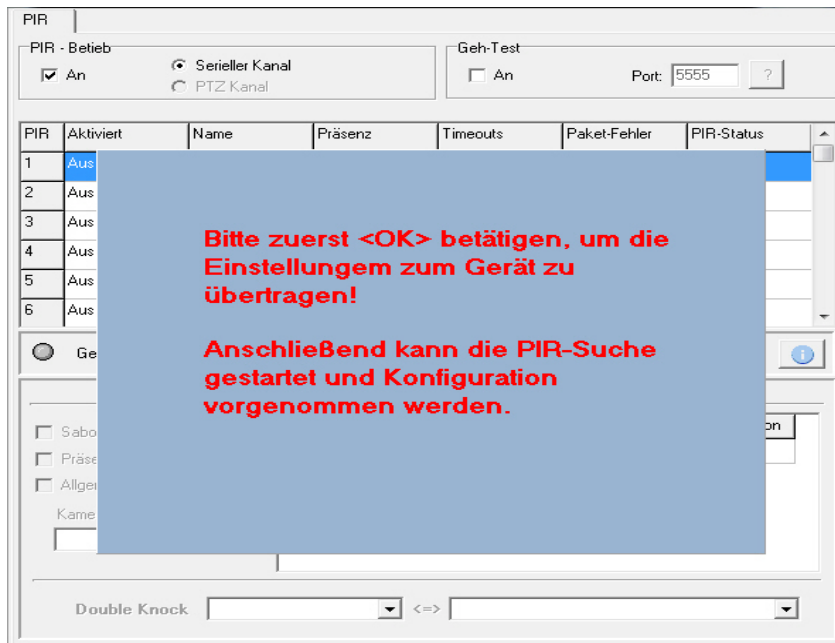 PIR
PIR - Betieb
An
Serieller Kanal
PTZ Kanal
Geh-Test
An
Port: 5555 ?
PIR Aktiviert Name Präsenz Timeouts Paket-Fehler PIR-Status
1 Aus
2 Aus
3 Aus
4 Aus
5 Aus
6 Aus
Bitte zuerst <OK> betätigen, um die
Einstellungem zum Gerät zu
übertragen!
Anschließend kann die PIR-Suche
gestartet und Konfiguration
vorgenommen werden.
Double Knock <=>